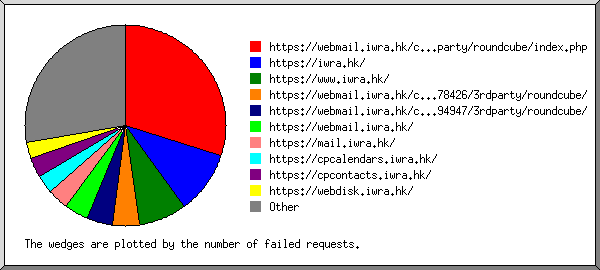 https://webmail.iwra.hk/c...party/roundcube/index.php
https://iwra.hk/
https://www.iwra.hk/
https://webmail.iwra.hk/c...78426/3rdparty/roundcube/
https://webmail.iwra.hk/c...94947/3rdparty/roundcube/
https://webmail.iwra.hk/
https://mail.iwra.hk/
https://cpcalendars.iwra.hk/
https://cpcontacts.iwra.hk/
https://webdisk.iwra.hk/
Other
The wedges are plotted by the number of failed requests.